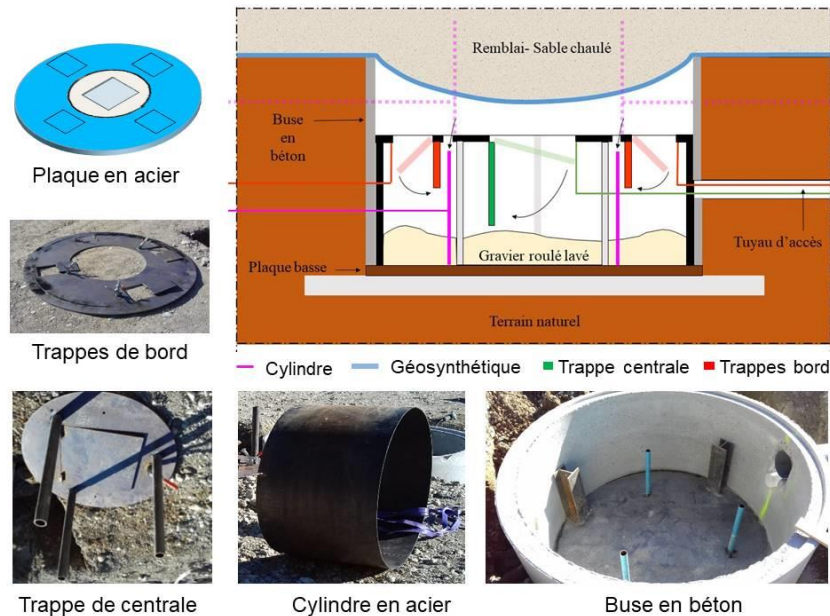 Remblai- Sable chaulé
Buse
en
béton
Plaque en acier
Tuyau d'accès
Gravier roulé lavé
Plaque basse
Terrain naturel
Trappes de bord
Cylindre
Géosynthétique
Trappe centrale
Trappes bord
Trappe de centrale
Cylindre en acier
Buse en béton